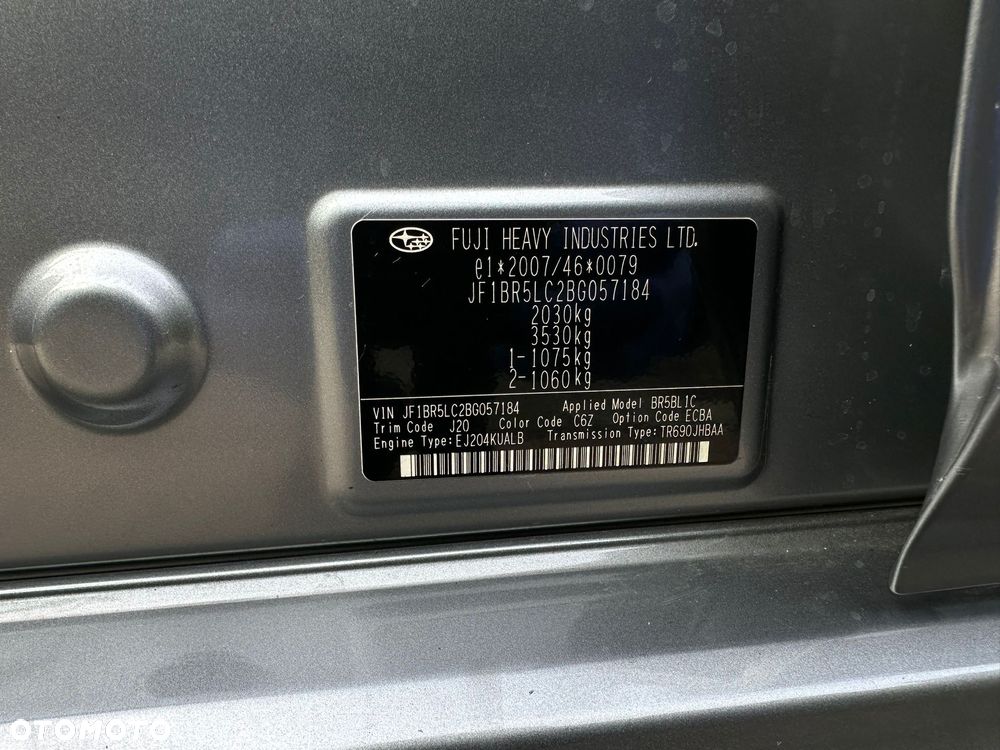 FUJI HEAVY INDUSTRIES LTD.
e1*2007/46*0079
JF1BR5LC2BG057184
2030kg
3530kg
1-1075kg
2-1060kg
VIN JF1BR5LC2BG057184 Applied Model BR5BL1C
Trim Code J20 Color Code C6Z Option Code ECBA
Engine Type:EJ204KUALB Transmission Type:TR690JHBAA
OTOMOTO